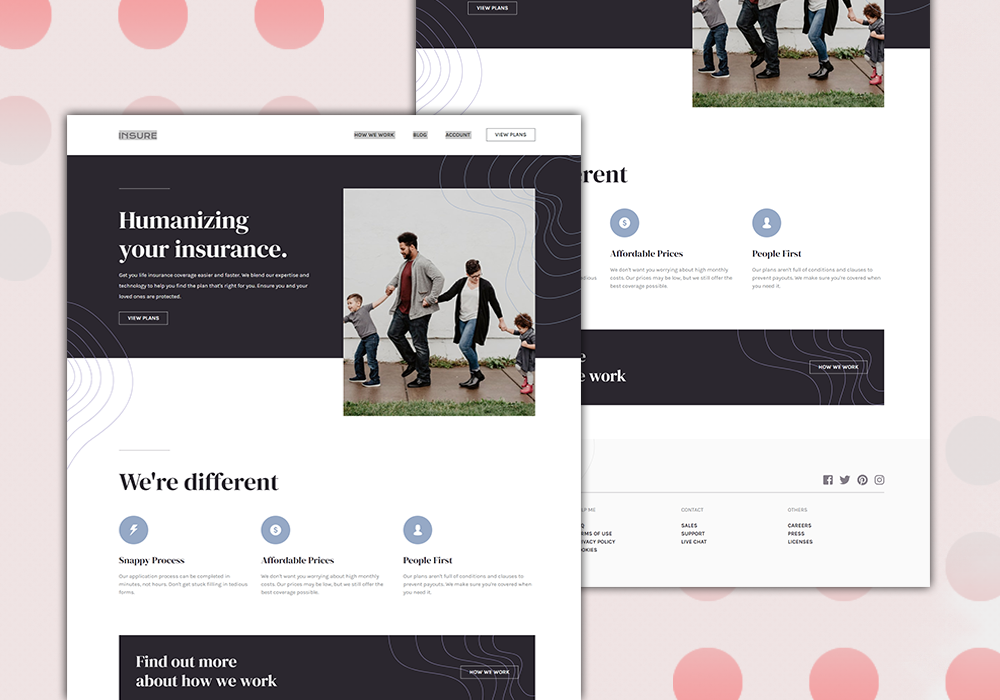 VIEW PLANS
INSURE
HOW WE WORK
BLOG
ACCOUNT
VIEW PLANS
Humanizing
your insurance.
Get you life insurance coverage easier and faster. We blend our expertise and
technology to help you find the plan that's right for you. Ensure you and your
loved ones are protected.
VIEW PLANS
We're different
Snappy Process
Our application process can be completed in
minutes, not hours. Don't get stuck filling in tedious
forms.
Affordable Prices
We don't want you worrying about high monthly
costs. Our prices may be low, but we still offer the
best coverage possible.
People First
Our plans aren't full of conditions and clauses to
prevent payouts. We make sure you're covered when
you need it.
Find out more
about how we work
HOW WE WORK
rent
dious
Affordable Prices
We don't want you worrying about high monthly
costs. Our prices may be low, but we still offer the
best coverage possible.
People First
Our plans aren't full of conditions and clauses to
prevent payouts. We make sure you're covered when
you need it.
e
e work
HOW WE WORK
LP ME
Q
RMS OF USE
IVACY POLICY
OKIES
CONTACT
SALES
SUPPORT
LIVE CHAT
OTHERS
CAREERS
PRESS
LICENSES